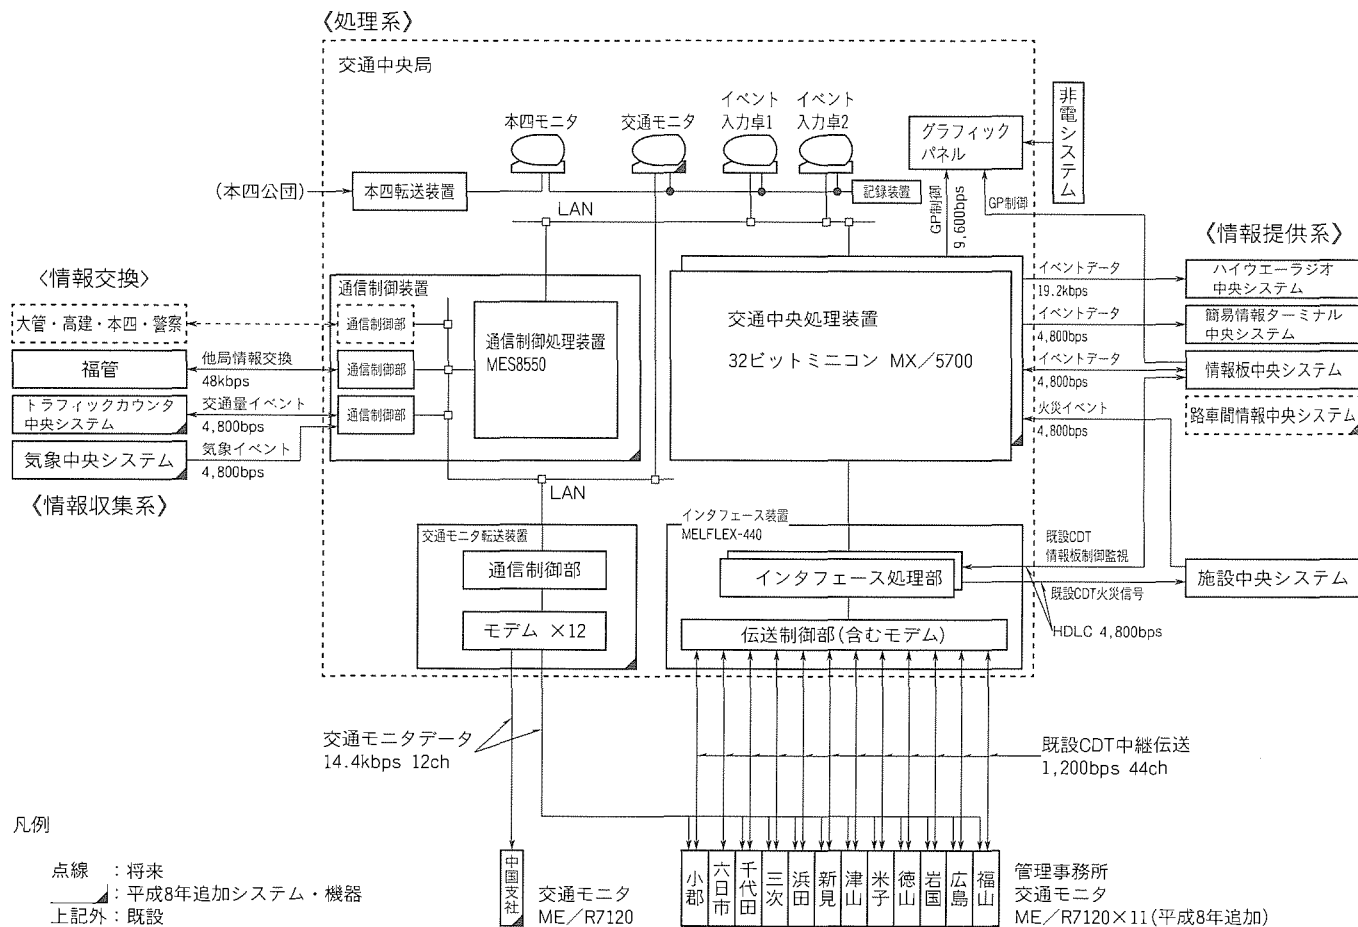 〈処理系〉
交通中央局
本四モニタ
交通モニタ
イベント
入力卓1
イベント
入力卓2
グラフィック
パネル
非電システム
(本四公団)
本四転送装置
記録装置
LAN
GP制御
9,600bps
GP制御
〈情報提供系〉
〈情報交換〉
大管・高建・本四・警察
福管
他局情報交換
48kbps
トラフィックカウンタ
中央システム
交通量イベント
4,800bps
気象中央システム
気象イベント
4,800bps
〈情報収集系〉
通信制御装置
通信制御部
通信制御部
通信制御部
通信制御処理装置
MES8550
交通中央処理装置
32ビットミニコン MX／5700
イベントデータ
19.2kbps
ハイウエーラジオ
中央システム
イベントデータ
4,800bps
簡易情報ターミナル
中央システム
イベントデータ
4,800bps
情報板中央システム
火災イベント
4,800bps
路車間情報中央システム
LAN
交通モニタ転送装置
通信制御部
モデム ×12
インタフェース装置
MELFLEX-440
インタフェース処理部
伝送制御部(含むモデム)
既設CDT
情報板制御監視
既設CDT火災信号
HDLC 4,800bps
施設中央システム
交通モニタデータ
14.4kbps 12ch
既設CDT中継伝送
1,200bps 44ch
凡例
点線 ：将来
：平成8年追加システム・機器
上記外：既設
中国支社
交通モニタ
ME／R7120
小郡
六日市
千代田
三次
浜田
新見
津山
米子
徳山
岩国
広島
福山
管理事務所
交通モニタ
ME／R7120×11(平成8年追加)